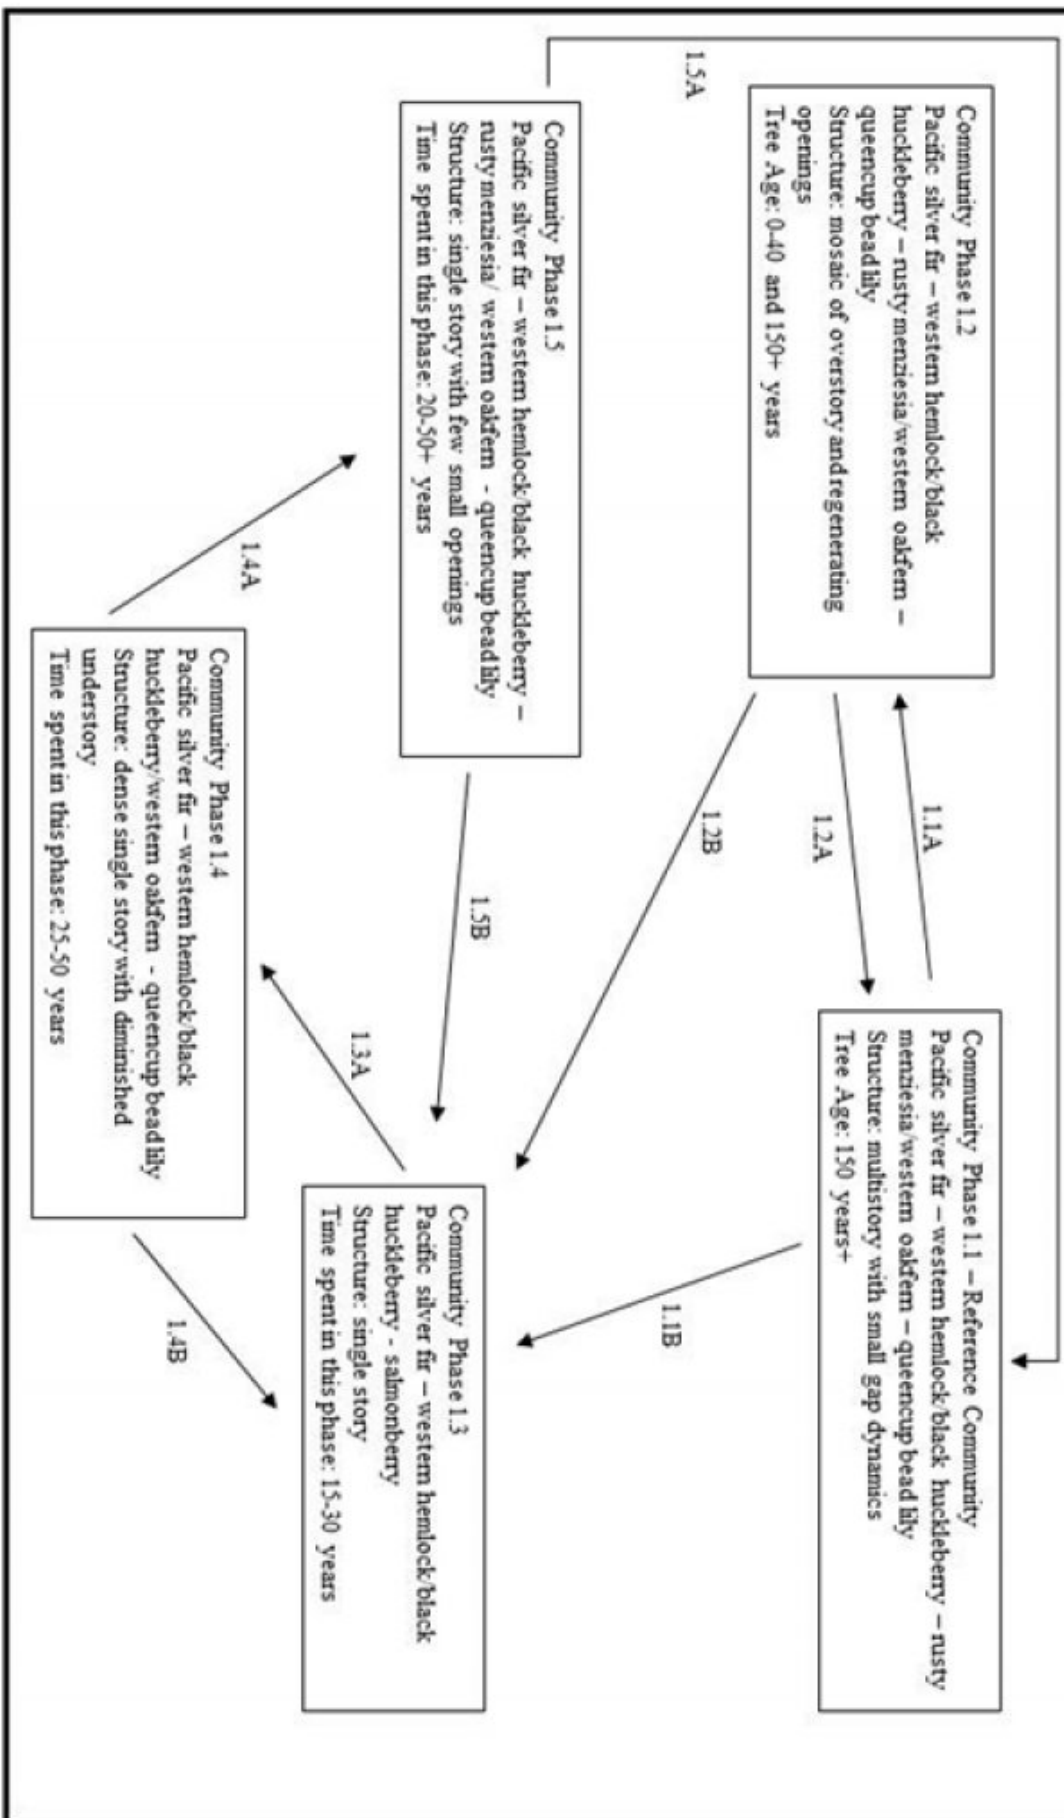 1.5A
Community Phase 1.2
Pacific silver fir – western hemlock/black
huckleberry – rusty menziesia/western oakfern –
queencup beadlily
Structure: mosaic of overstory and regenerating
openings
Tree Age: 0-40 and 150+ years
1.1A
1.2A
1.2B
Community Phase 1.1 – Reference Community
Pacific silver fir – western hemlock/black huckleberry – rusty
menziesia/western oakfern – queencup bead lily
Structure: multistory with small gap dynamics
Tree Age: 150 years+
1.1B
Community Phase 1.5
Pacific silver fir – western hemlock/black huckleberry –
rusty menziesia/ western oakfern - queencup bead lily
Structure: single story with few small openings
Time spent in this phase: 20-50+ years
1.5B
Community Phase 1.3
Pacific silver fir – western hemlock/black
huckleberry - salmonberry
Structure: single story
Time spent in this phase: 15-30 years
1.4A
1.3A
Community Phase 1.4
Pacific silver fir – western hemlock/black
huckleberry/western oakfern - queencup beadlily
Structure: dense single story with diminished
understory
Time spent in this phase: 25-50 years
1.4B